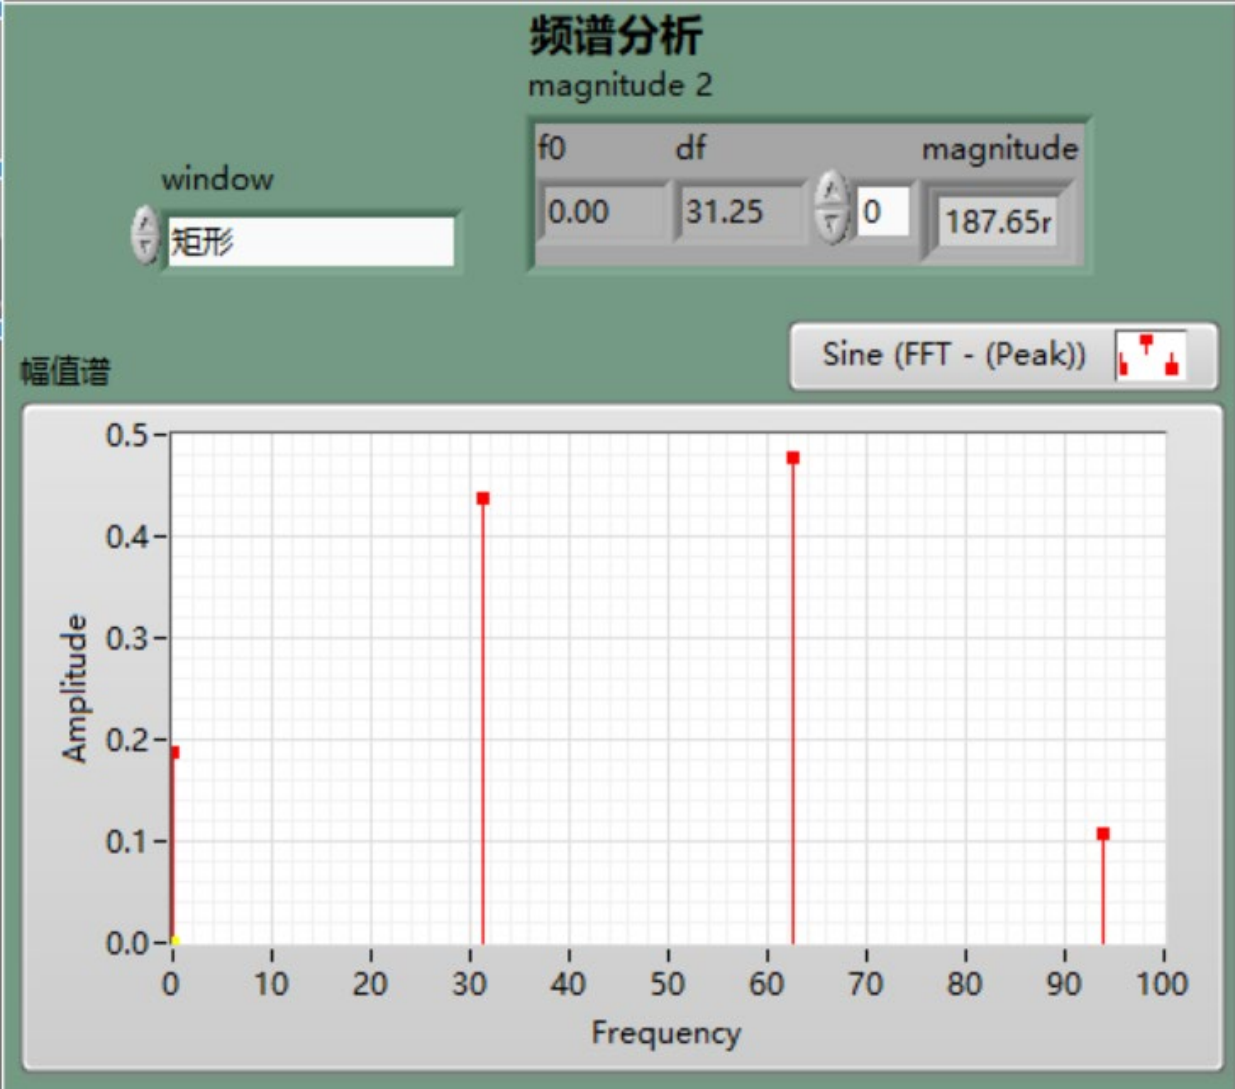 频谱分析
magnitude 2
f0 df magnitude
window
0.00 31.25 0 187.65r
矩形
Sine (FFT - (Peak))
幅值谱
0.5
0.4
0.3
0.2
0.1
0.0
Amplitude
0 10 20 30 40 50 60 70 80 90 100
Frequency